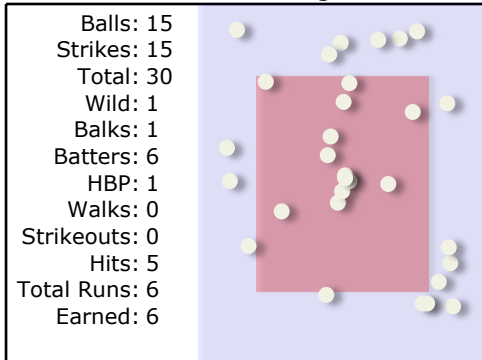 Balls: 15
Strikes: 15
Total: 30
Wild: 1
Balks: 1
Batters: 6
HBP: 1
Walks: 0
Strikeouts: 0
Hits: 5
Total Runs: 6
Earned: 6